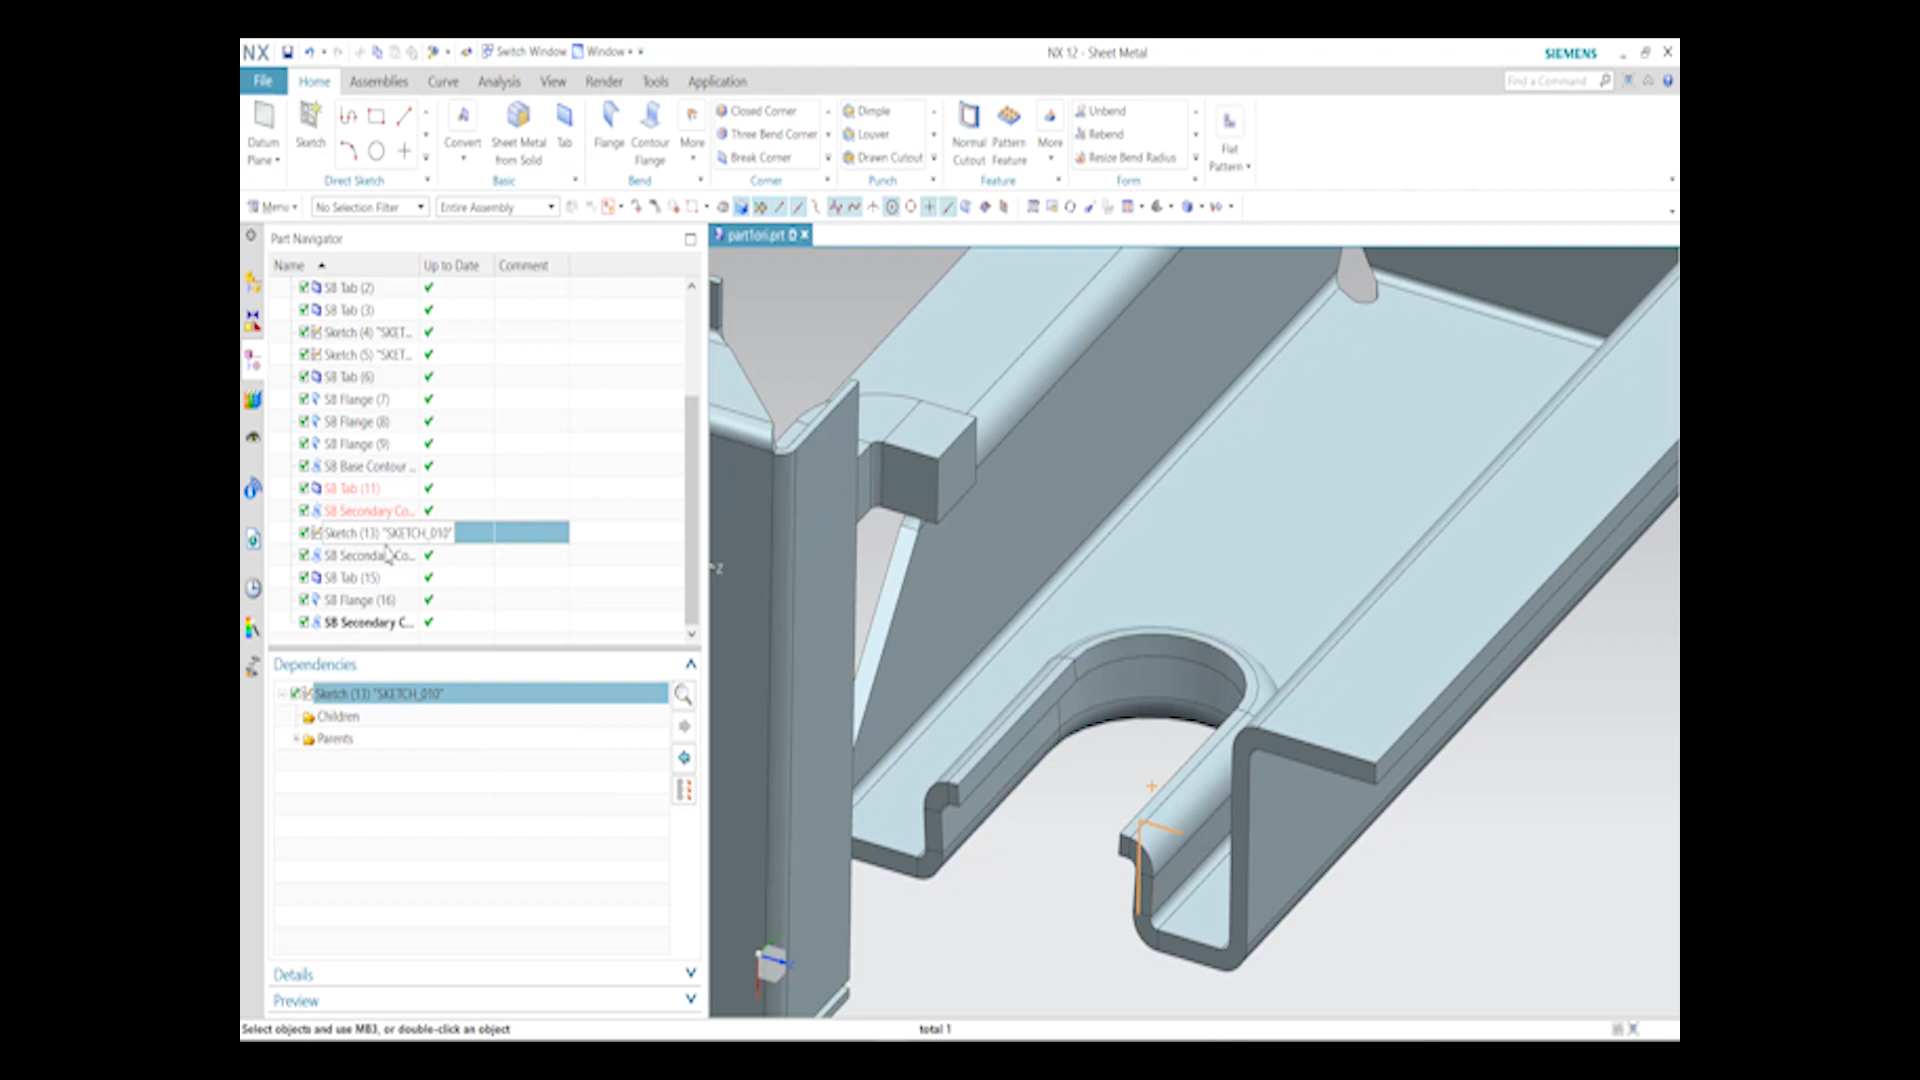 NX Switch Window Window NX 12 - Sheet Metal SIEMENS
File Home Assemblies Curve Analysis View Render Tools Application Find a Command
Datum Plane
Sketch
Direct Sketch
Convert
Sheet Metal from Solid
Tab
Basic
Flange
Contour Flange
More
Bend
Closed Corner
Three Bend Corner
Break Corner
Corner
Dimple
Louver
Drawn Cutout
Punch
Normal Cutout
Pattern Feature
More
Feature
Unbend
Rebend
Resize Bend Radius
Form
Flat Pattern
Menu No Selection Filter Entire Assembly
Part Navigator
partfiori.prt
Name Up to Date Comment
SB Tab (2)
SB Tab (3)
Sketch (4) "SKET...
Sketch (5) "SKET...
SB Tab (6)
SB Flange (7)
SB Flange (8)
SB Flange (9)
SB Base Contour ...
SB Tab (11)
SB Secondary Co...
Sketch (13) "SKETCH_010"
SB Secondary Co...
SB Tab (15)
SB Flange (16)
SB Secondary C...
Z
Dependencies
Sketch (13) "SKETCH_010"
Children
Parents
Details
Preview
Select objects and use MB3, or double-click an object total 1